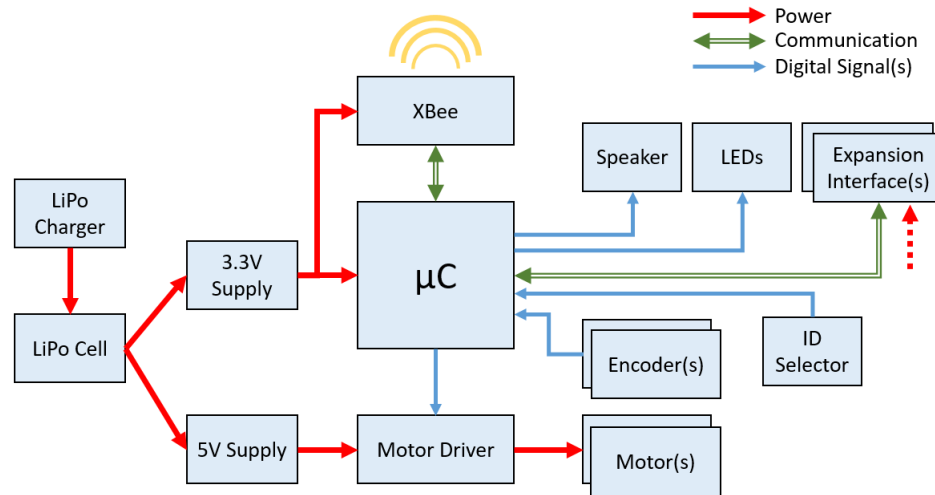 Power
Communication
Digital Signal(s)
XBee
Speaker
LEDs
Expansion
Interface(s)
LiPo
Charger
3.3V
Supply
µC
LiPo Cell
Encoder(s)
ID
Selector
5V Supply
Motor Driver
Motor(s)